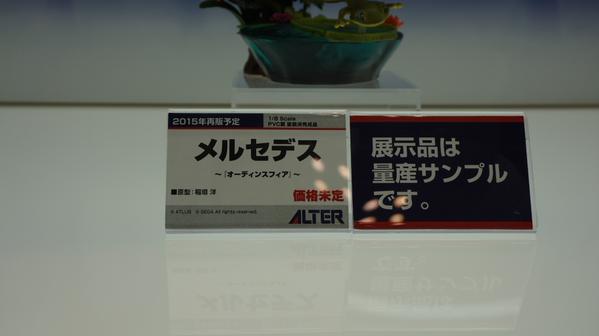 2015年再版予定
1/8 Scale
PVC製 塗装済完成品
メルセデス
～『オーディンスフィア』～
■原型：稲垣 洋
価格未定
© ATLUS © SEGA All rights reserved.
ALTER
展示品は
量産サンプル
です。